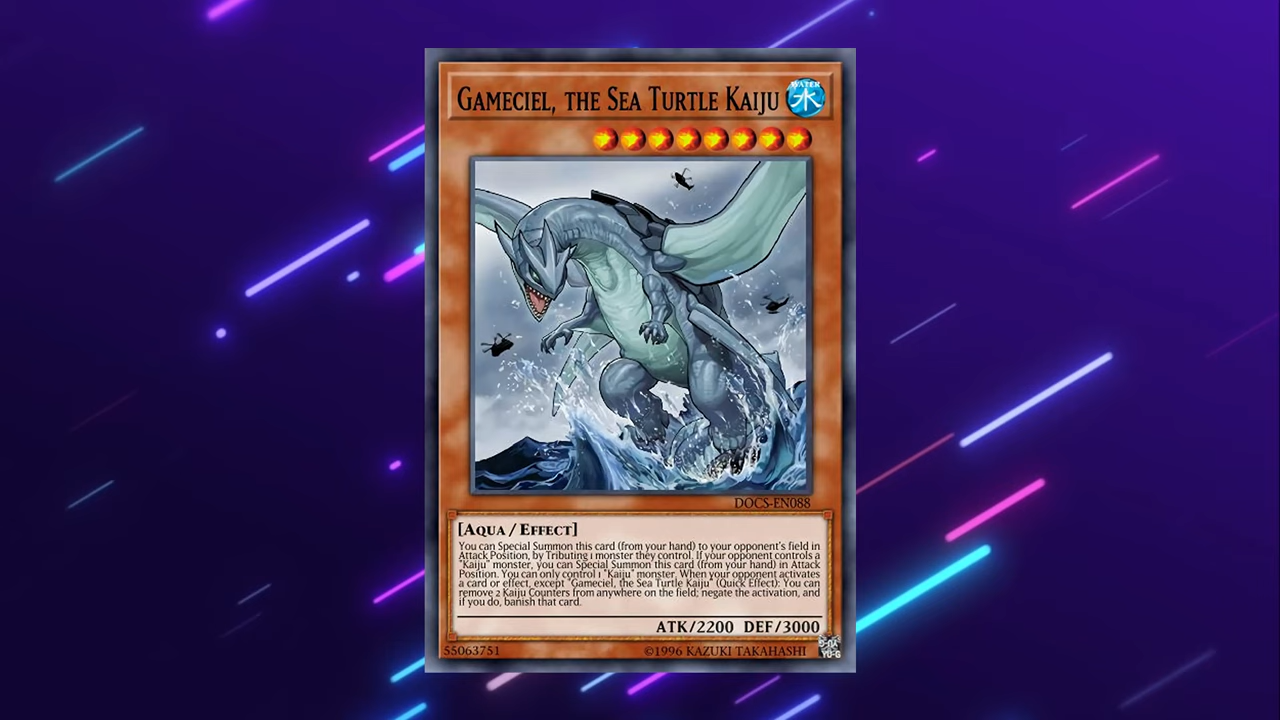 Gameciel, the Sea Turtle Kaiju
WATER
水
DOCS-EN088
[Aqua / Effect]
You can Special Summon this card (from your hand) to your opponent's field in
Attack Position, by Tributing 1 monster they control. If your opponent controls a
"Kaiju" monster, you can Special Summon this card (from your hand) in Attack
Position. You can only control 1 "Kaiju" monster. When your opponent activates
a card or effect, except "Gameciel, the Sea Turtle Kaiju" (Quick Effect): You can
remove 2 Kaiju Counters from anywhere on the field; negate the activation, and
if you do, banish that card.
ATK/2200 DEF/3000
55063751
©1996 KAZUKI TAKAHASHI